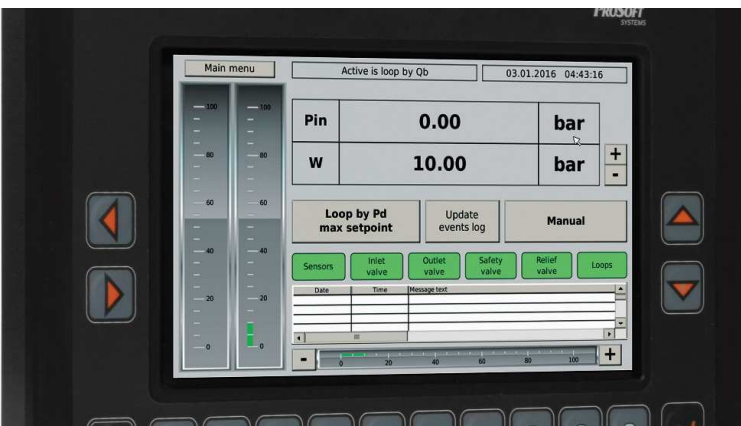 PROSOFT
SYSTEMS
Main menu
Active is loop by Qb
03.01.2016 04:43:16
100
100
80
80
60
60
40
40
20
20
0
0
Pin
0.00
bar
W
10.00
bar
+
-
Loop by Pd
max setpoint
Update
events log
Manual
Sensors
Inlet
valve
Outlet
valve
Safety
valve
Relief
valve
Loops
Date Time Message text
-
0 20 40 60 80 100
+